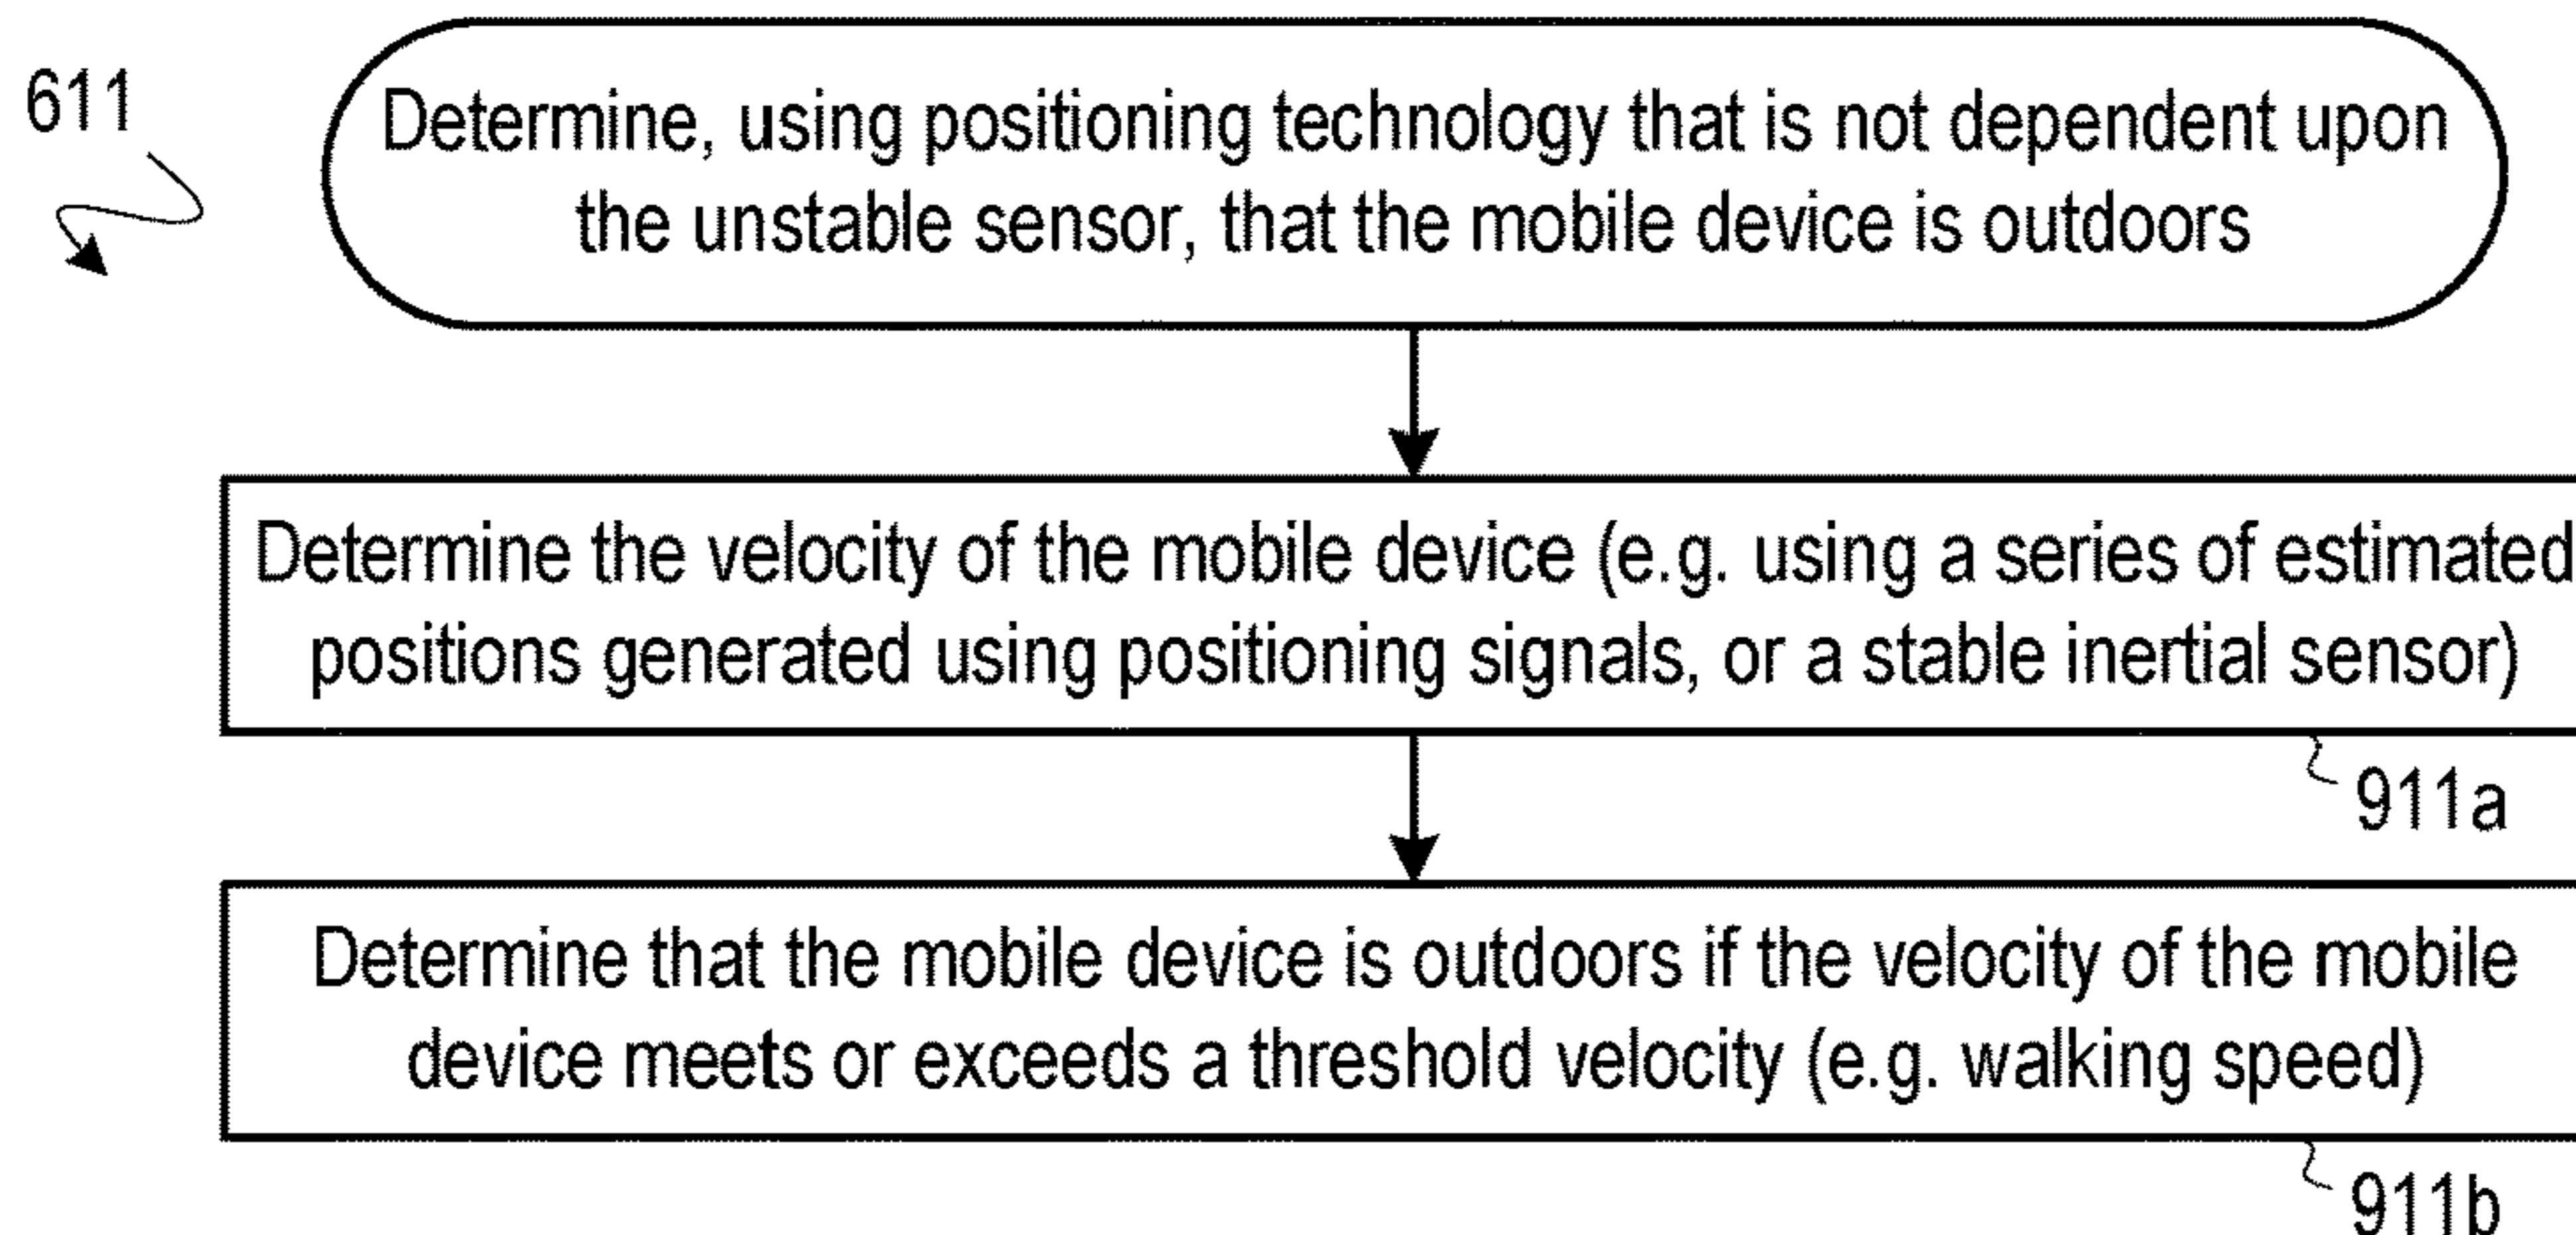 611
Determine, using positioning technology that is not dependent upon
the unstable sensor, that the mobile device is outdoors
Determine the velocity of the mobile device (e.g. using a series of estimated
positions generated using positioning signals, or a stable inertial sensor)
911a
Determine that the mobile device is outdoors if the velocity of the mobile
device meets or exceeds a threshold velocity (e.g. walking speed)
911b